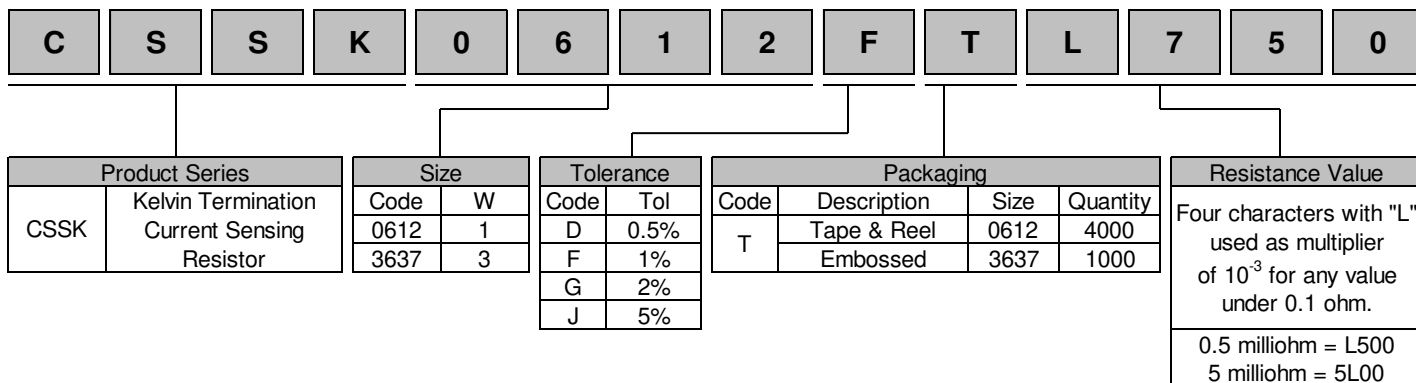 C S S K 0 6 1 2 F T L 7 5 0
Product Series
CSSK
Kelvin Termination
Current Sensing
Resistor
Size
Code W
0612 1
3637 3
Tolerance
Code Tol
D 0.5%
F 1%
G 2%
J 5%
Packaging
Code Description Size Quantity
T
Tape & Reel 0612 4000
Embossed 3637 1000
Resistance Value
Four characters with "L"
used as multiplier
of 10⁻³ for any value
under 0.1 ohm.
0.5 milliohm = L500
5 milliohm = 5L00